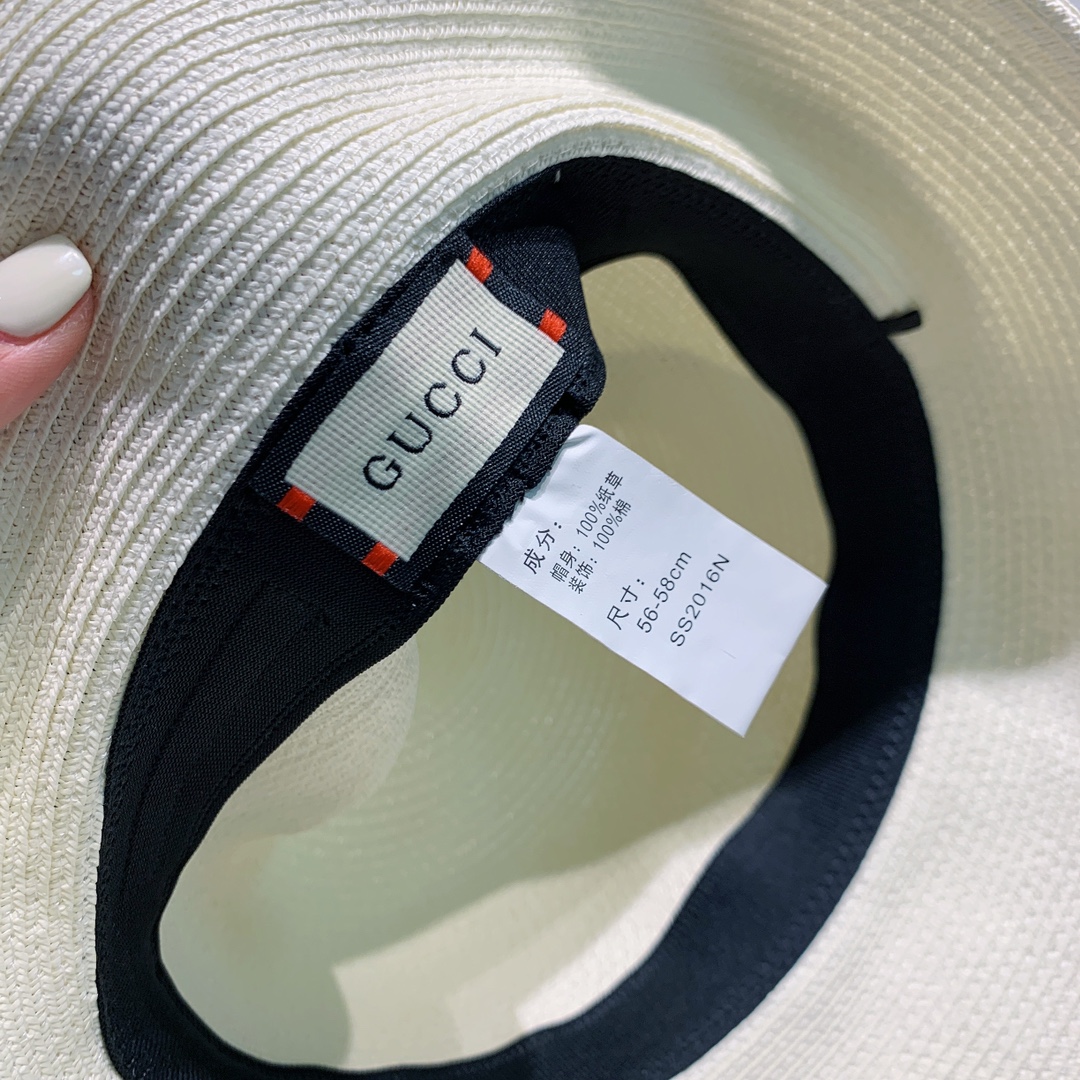 GUCCI
成分：
帽身：100%纸草
装饰：100%棉
尺寸：
56-58cm
SS2016N